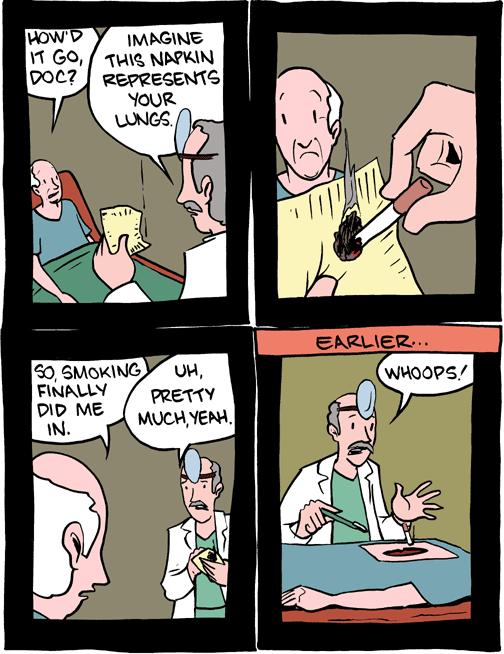 HOW'D
IT GO,
DOC?
IMAGINE
THIS NAPKIN
REPRESENTS
YOUR
LUNGS.
SO, SMOKING
FINALLY
DID ME
IN.
UH,
PRETTY
MUCH, YEAH.
EARLIER...
WHOOPS!